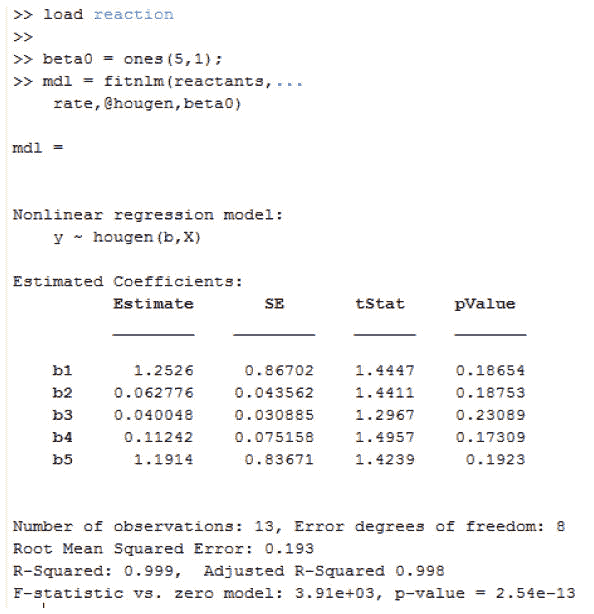 >> load reaction
>>
>> beta0 = ones(5,1);
>> mdl = fitnlm(reactants,...
rate,@hougen,beta0)
mdl =
Nonlinear regression model:
y ~ hougen(b,X)
Estimated Coefficients:
Estimate SE tStat pValue
b1 1.2526 0.86702 1.4447 0.18654
b2 0.062776 0.043562 1.4411 0.18753
b3 0.040048 0.030885 1.2967 0.23089
b4 0.11242 0.075158 1.4957 0.17309
b5 1.1914 0.83671 1.4239 0.1923
Number of observations: 13, Error degrees of freedom: 8
Root Mean Squared Error: 0.193
R-Squared: 0.999, Adjusted R-Squared 0.998
F-statistic vs. zero model: 3.91e+03, p-value = 2.54e-13